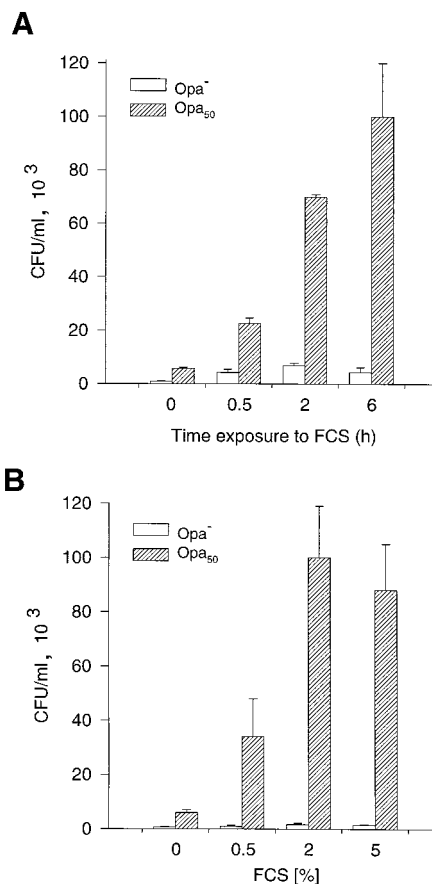 A
120
100
80
60
40
20
0
CFU/ml, 10³
Opa⁻
Opa₅₀
0 0.5 2 6
Time exposure to FCS (h)
B
120
100
80
60
40
20
0
CFU/ml, 10³
Opa⁻
Opa₅₀
0 0.5 2 5
FCS [%]